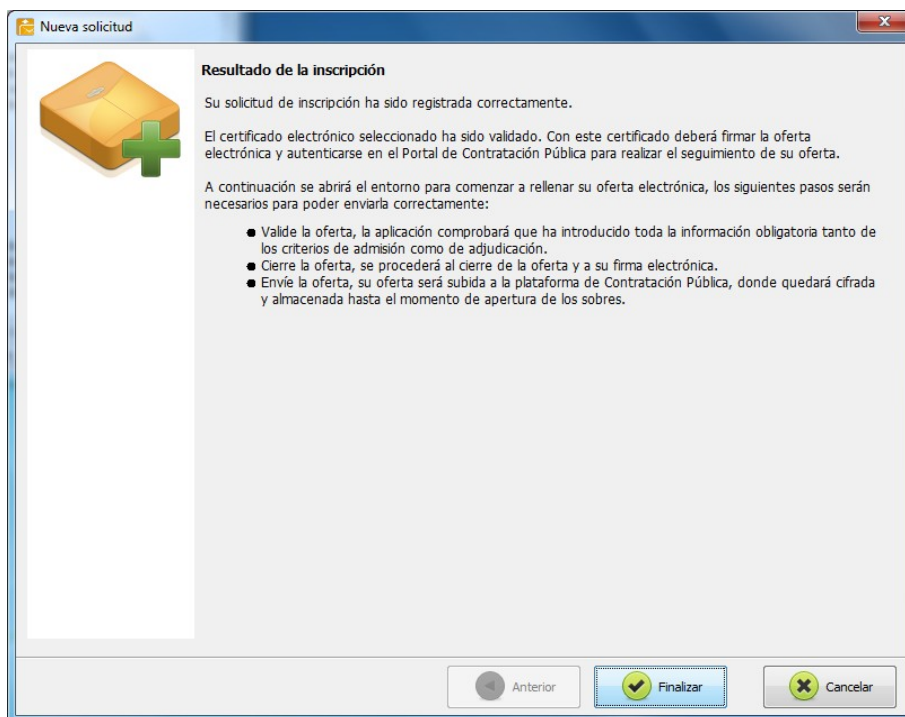 Nueva solicitud
Resultado de la inscripción
Su solicitud de inscripción ha sido registrada correctamente.
El certificado electrónico seleccionado ha sido validado. Con este certificado deberá firmar la oferta
electrónica y autenticarse en el Portal de Contratación Pública para realizar el seguimiento de su oferta.
A continuación se abrirá el entorno para comenzar a rellenar su oferta electrónica, los siguientes pasos serán
necesarios para poder enviarla correctamente:
● Valide la oferta, la aplicación comprobará que ha introducido toda la información obligatoria tanto de
los criterios de admisión como de adjudicación.
● Cierre la oferta, se procederá al cierre de la oferta y a su firma electrónica.
● Envíe la oferta, su oferta será subida a la plataforma de Contratación Pública, donde quedará cifrada
y almacenada hasta el momento de apertura de los sobres.
Anterior
Finalizar
Cancelar